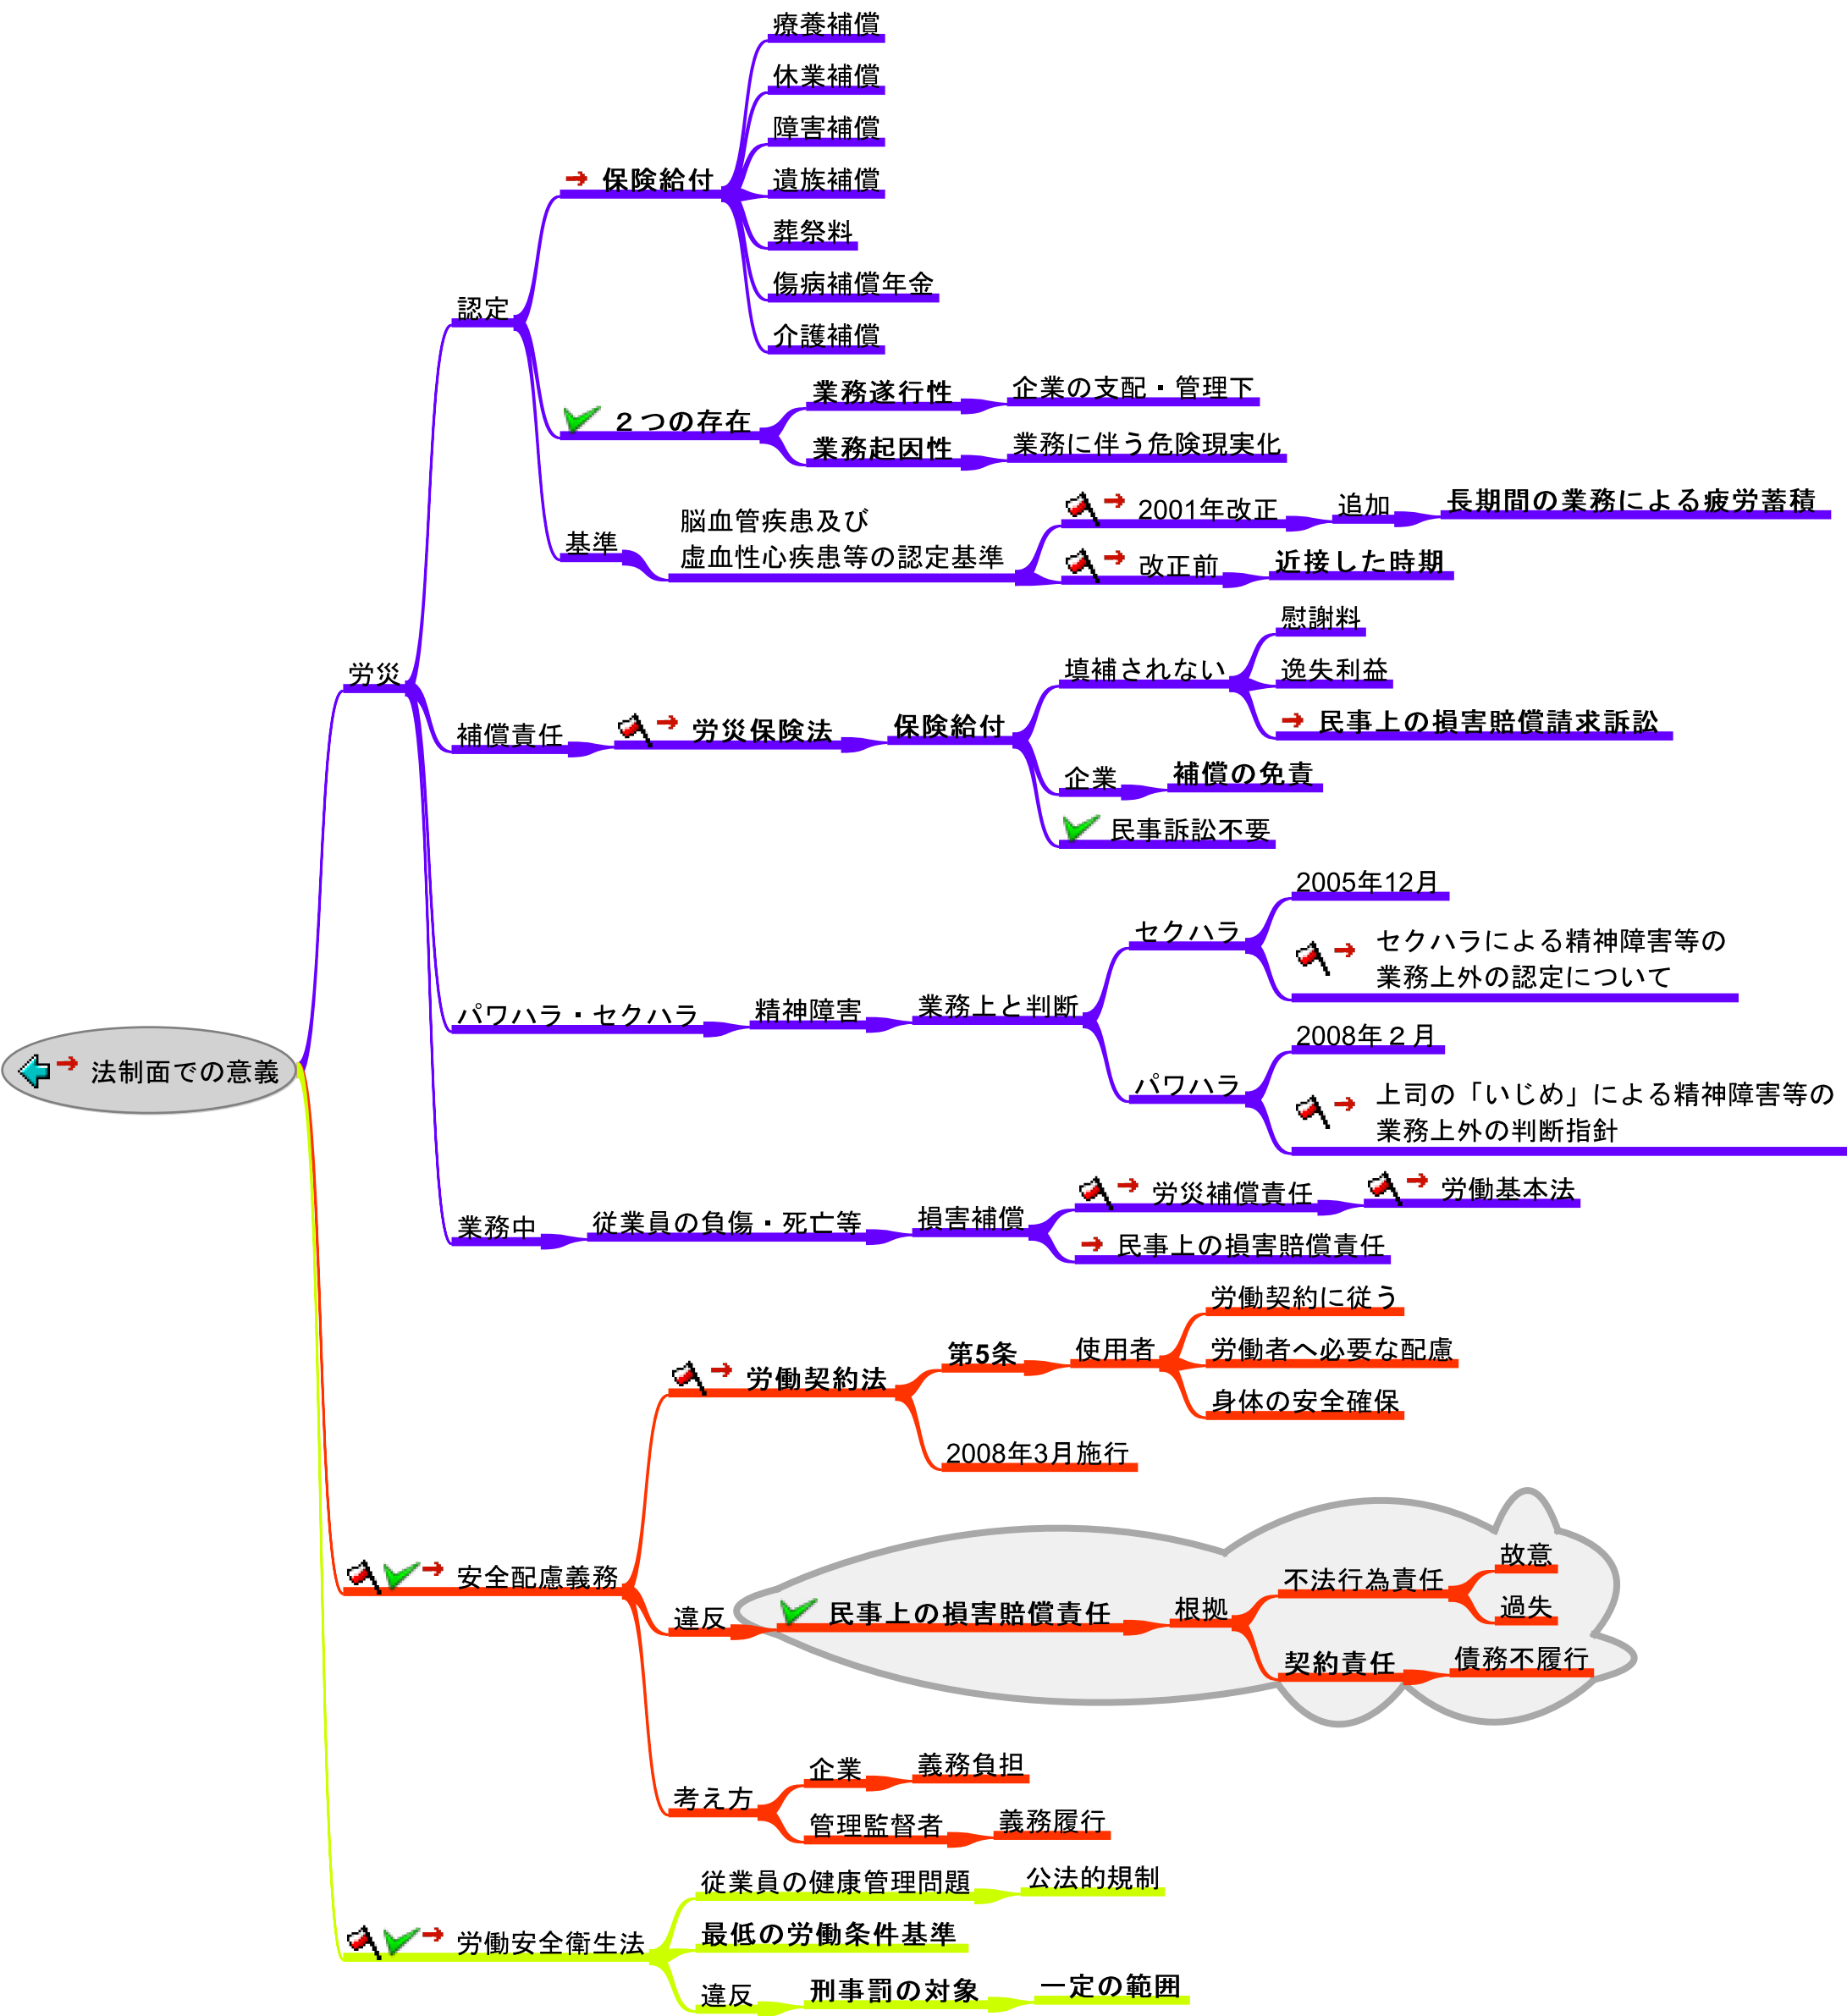 法制面での意義
労災
認定
保険給付
療養補償
休業補償
障害補償
遺族補償
葬祭料
傷病補償年金
介護補償
２つの存在
業務遂行性
企業の支配・管理下
業務起因性
業務に伴う危険現実化
基準
脳血管疾患及び
虚血性心疾患等の認定基準
2001年改正
追加
長期間の業務による疲労蓄積
改正前
近接した時期
補償責任
労災保険法
保険給付
填補されない
慰謝料
逸失利益
民事上の損害賠償請求訴訟
企業
補償の免責
民事訴訟不要
パワハラ・セクハラ
精神障害
業務上と判断
セクハラ
2005年12月
セクハラによる精神障害等の
業務上外の認定について
パワハラ
2008年２月
上司の「いじめ」による精神障害等の
業務上外の判断指針
業務中
従業員の負傷・死亡等
損害補償
労災補償責任
労働基本法
民事上の損害賠償責任
安全配慮義務
労働契約法
第5条
使用者
労働契約に従う
労働者へ必要な配慮
身体の安全確保
2008年3月施行
違反
民事上の損害賠償責任
根拠
不法行為責任
故意
過失
契約責任
債務不履行
考え方
企業
義務負担
管理監督者
義務履行
労働安全衛生法
従業員の健康管理問題
公法的規制
最低の労働条件基準
違反
刑事罰の対象
一定の範囲